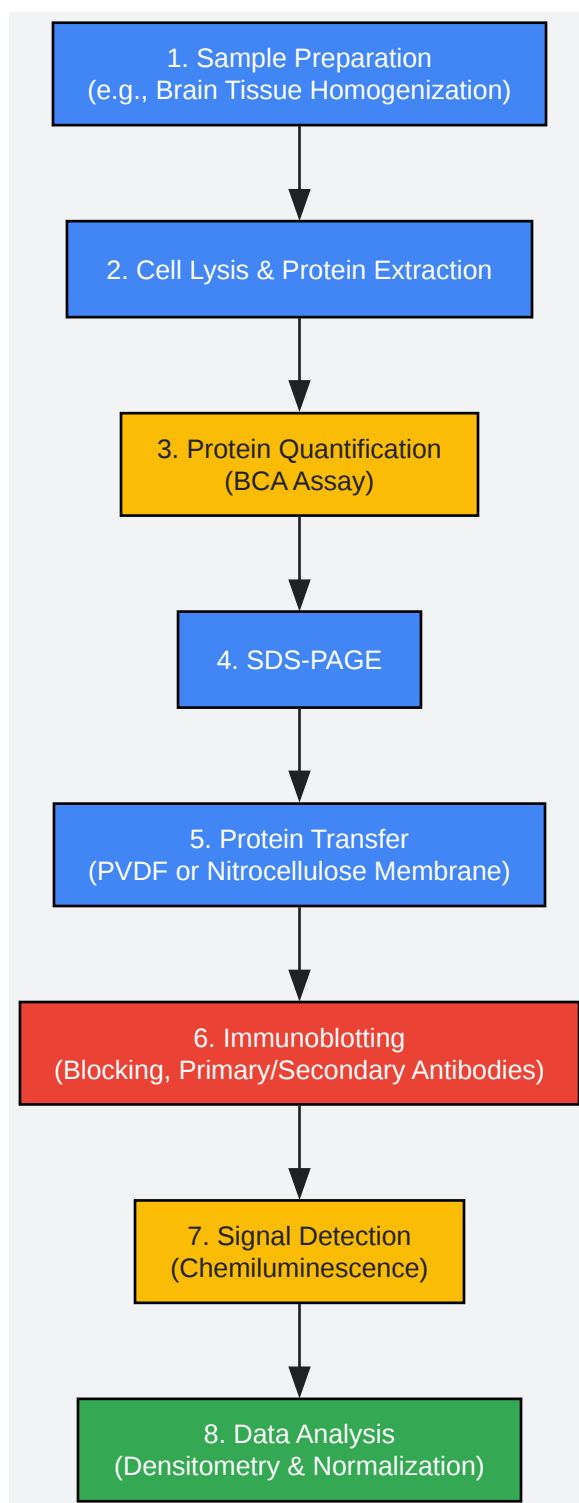 1. Sample Preparation
(e.g., Brain Tissue Homogenization)
2. Cell Lysis & Protein Extraction
3. Protein Quantification
(BCA Assay)
4. SDS-PAGE
5. Protein Transfer
(PVDF or Nitrocellulose Membrane)
6. Immunoblotting
(Blocking, Primary/Secondary Antibodies)
7. Signal Detection
(Chemiluminescence)
8. Data Analysis
(Densitometry & Normalization)